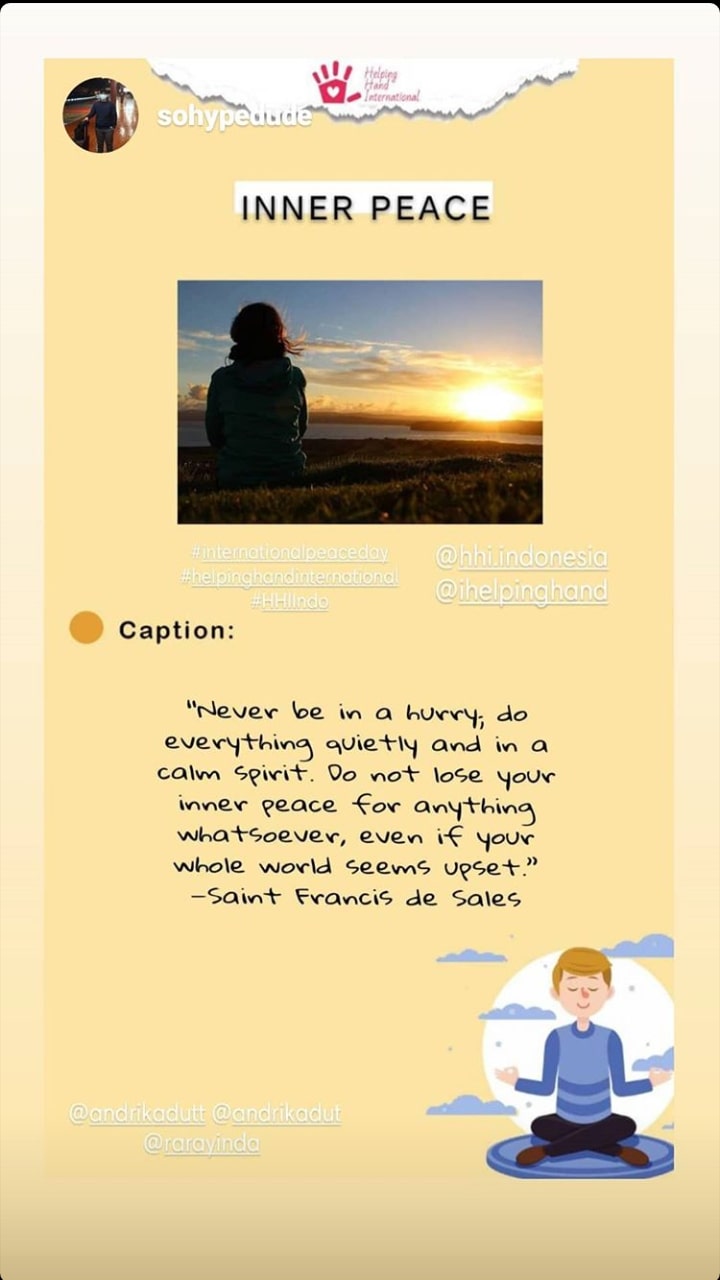 Helping
Hand
International
sohypedude
INNER PEACE
#internationalpeaceday
#helpinghandinternational
#HHIIndo
@hhi.indonesia
@ihelpinghand
Caption:
"Never be in a hurry; do
everything quietly and in a
calm spirit. Do not lose your
inner peace for anything
whatsoever, even if your
whole world seems upset.”
-Saint Francis de Sales
@andrikadutt @andrikadut
@rarayinda